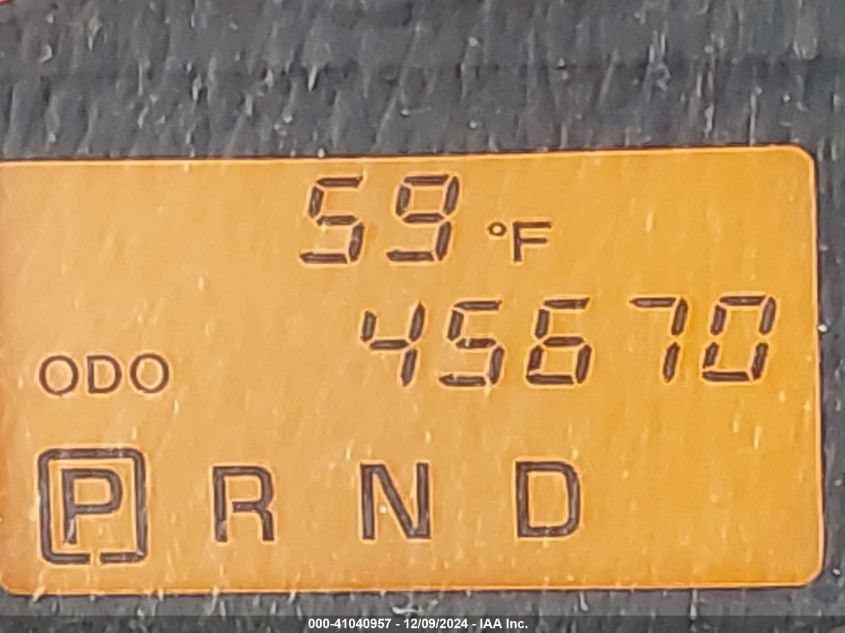 59 °F
ODO 45670
P R N D
000-41040957 - 12/09/2024 - IAA Inc.